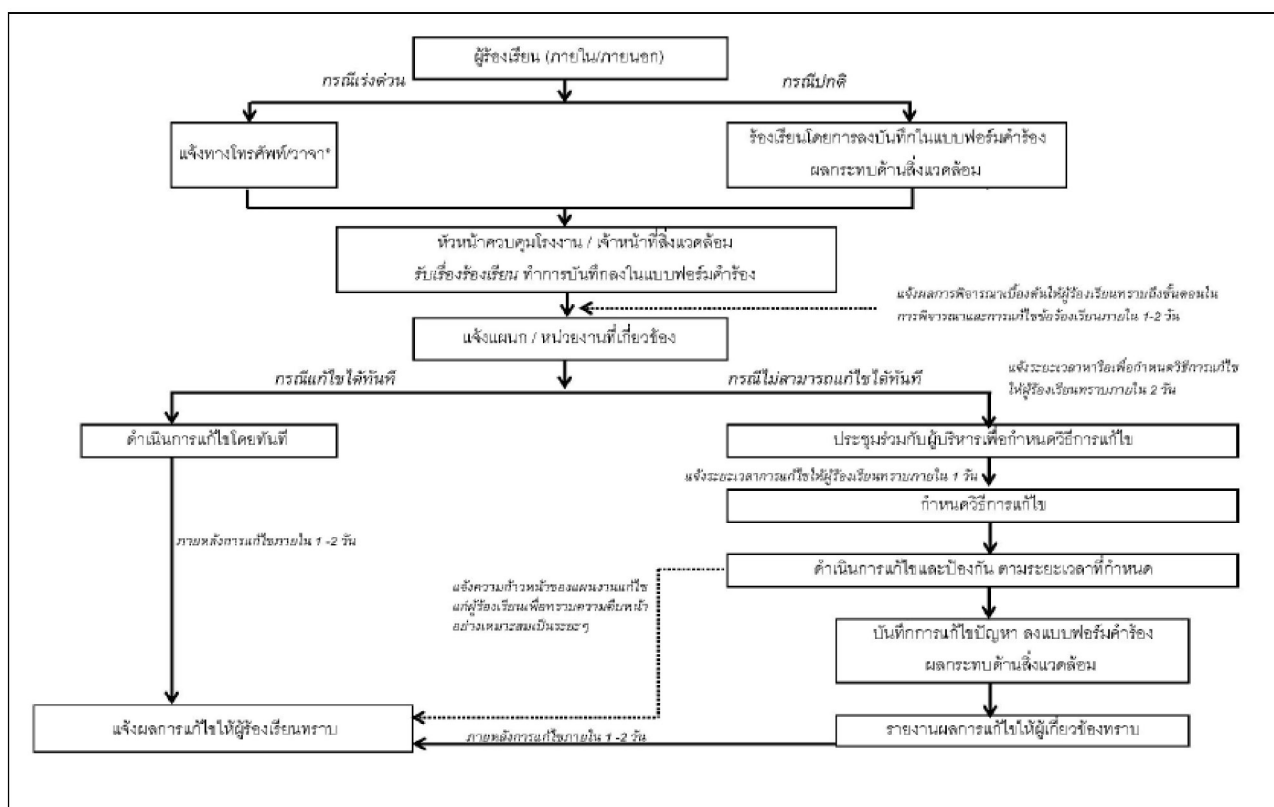 ผู้ร้องเรียน (ภายใน/ภายนอก)
กรณีเร่งด่วน
กรณีปกติ
แจ้งทางโทรศัพท์/วาจา*
ร้องเรียนโดยการลงบันทึกในแบบฟอร์มคำร้อง
ผลกระทบด้านสิ่งแวดล้อม
หัวหน้าควบคุมโรงงาน / เจ้าหน้าที่สิ่งแวดล้อม
รับเรื่องร้องเรียน ทำการบันทึกลงในแบบฟอร์มคำร้อง
แจ้งผลการพิจารณาเบื้องต้นให้ผู้ร้องเรียนทราบถึงขั้นตอนใน
การพิจารณาและการแก้ไขข้อร้องเรียนภายใน 1-2 วัน
แจ้งแผนก / หน่วยงานที่เกี่ยวข้อง
กรณีแก้ไขได้ทันที
กรณีไม่สามารถแก้ไขได้ทันที
แจ้งระยะเวลาหารือเพื่อกำหนดวิธีการแก้ไข
ให้ผู้ร้องเรียนทราบภายใน 2 วัน
ดำเนินการแก้ไขโดยทันที
ประชุมร่วมกับผู้บริหารเพื่อกำหนดวิธีการแก้ไข
แจ้งระยะเวลาการแก้ไขให้ผู้ร้องเรียนทราบภายใน 1 วัน
กำหนดวิธีการแก้ไข
ภายหลังการแก้ไขภายใน 1 -2 วัน
ดำเนินการแก้ไขและป้องกัน ตามระยะเวลาที่กำหนด
แจ้งความก้าวหน้าของแผนงานแก้ไข
แก่ผู้ร้องเรียนเพื่อทราบความคืบหน้า
อย่างเหมาะสมเป็นระยะๆ
บันทึกการแก้ไขปัญหา ลงแบบฟอร์มคำร้อง
ผลกระทบด้านสิ่งแวดล้อม
แจ้งผลการแก้ไขให้ผู้ร้องเรียนทราบ
รายงานผลการแก้ไขให้ผู้เกี่ยวข้องทราบ
ภายหลังการแก้ไขภายใน 1 -2 วัน